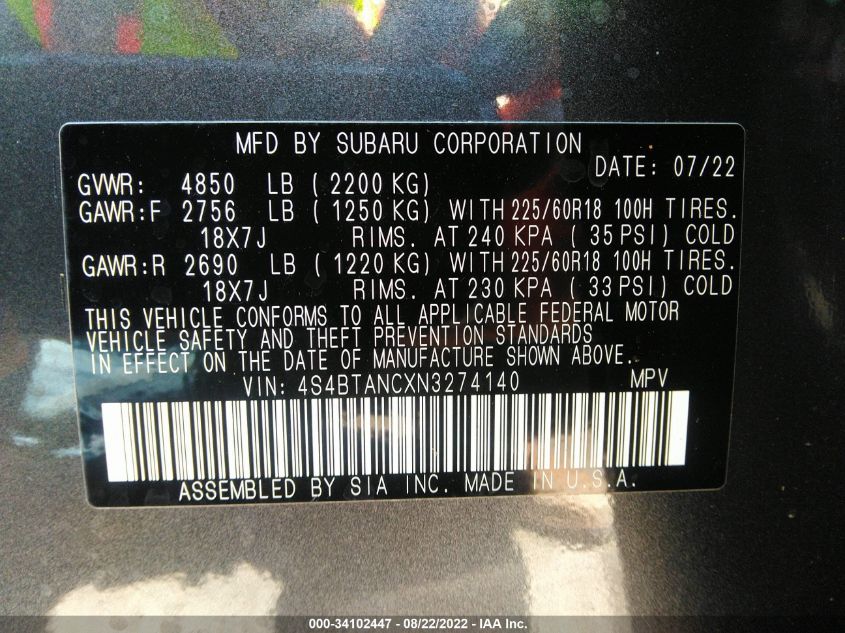 MFD BY SUBARU CORPORATION
DATE: 07/22
GVWR: 4850 LB ( 2200 KG)
GAWR:F 2756 LB ( 1250 KG) WITH 225/60R18 100H TIRES.
18X7J RIMS. AT 240 KPA ( 35 PSI) COLD
GAWR:R 2690 LB ( 1220 KG) WITH 225/60R18 100H TIRES.
18X7J RIMS. AT 230 KPA ( 33 PSI) COLD
THIS VEHICLE CONFORMS TO ALL APPLICABLE FEDERAL MOTOR
VEHICLE SAFETY AND THEFT PREVENTION STANDARDS
IN EFFECT ON THE DATE OF MANUFACTURE SHOWN ABOVE.
VIN: 4S4BTANCXN3274140 MPV
ASSEMBLED BY SIA INC. MADE IN U.S.A.
000-34102447 - 08/22/2022 - IAA Inc.